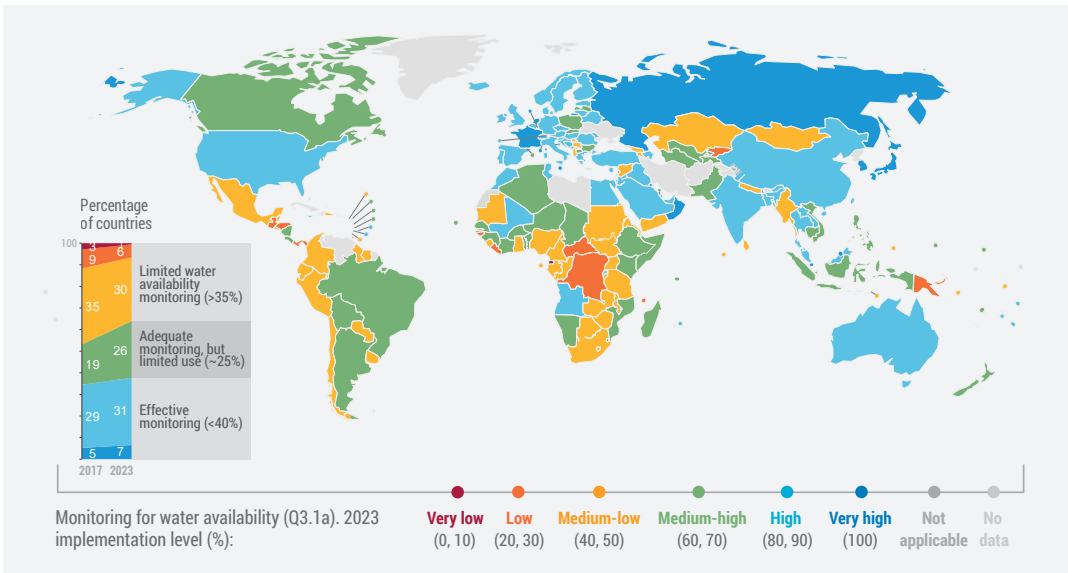 Percentage
of countries
100
3
1
9
6
35
30
19
26
29
31
5
7
2017 2023
Limited water
availability
monitoring (>35%)
Adequate
monitoring, but
limited use (~25%)
Effective
monitoring (<40%)
Monitoring for water availability (Q3.1a). 2023
implementation level (%):
Very low
(0, 10)
Low
(20, 30)
Medium-low
(40, 50)
Medium-high
(60, 70)
High
(80, 90)
Very high
(100)
Not
applicable
No
data